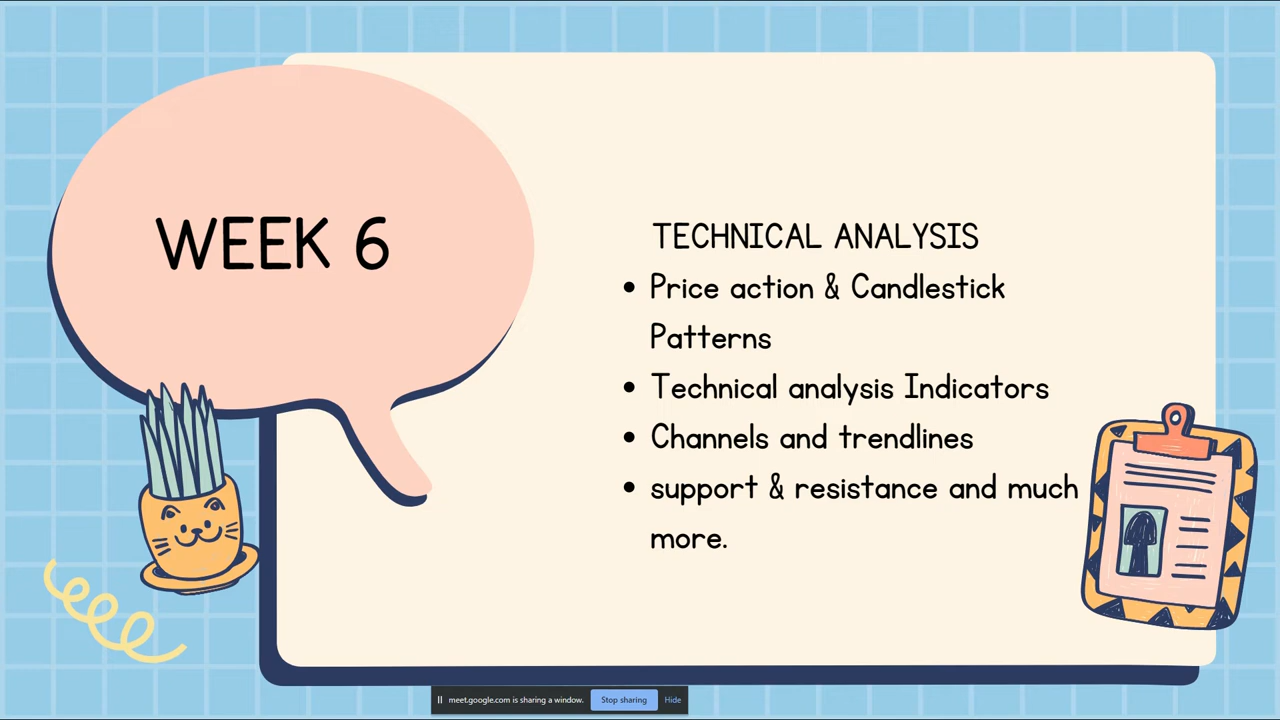 WEEK 6
TECHNICAL ANALYSIS
• Price action & Candlestick
Patterns
• Technical analysis Indicators
• Channels and trendlines
• support & resistance and much
more.
meet.google.com is sharing a window. Stop sharing Hide